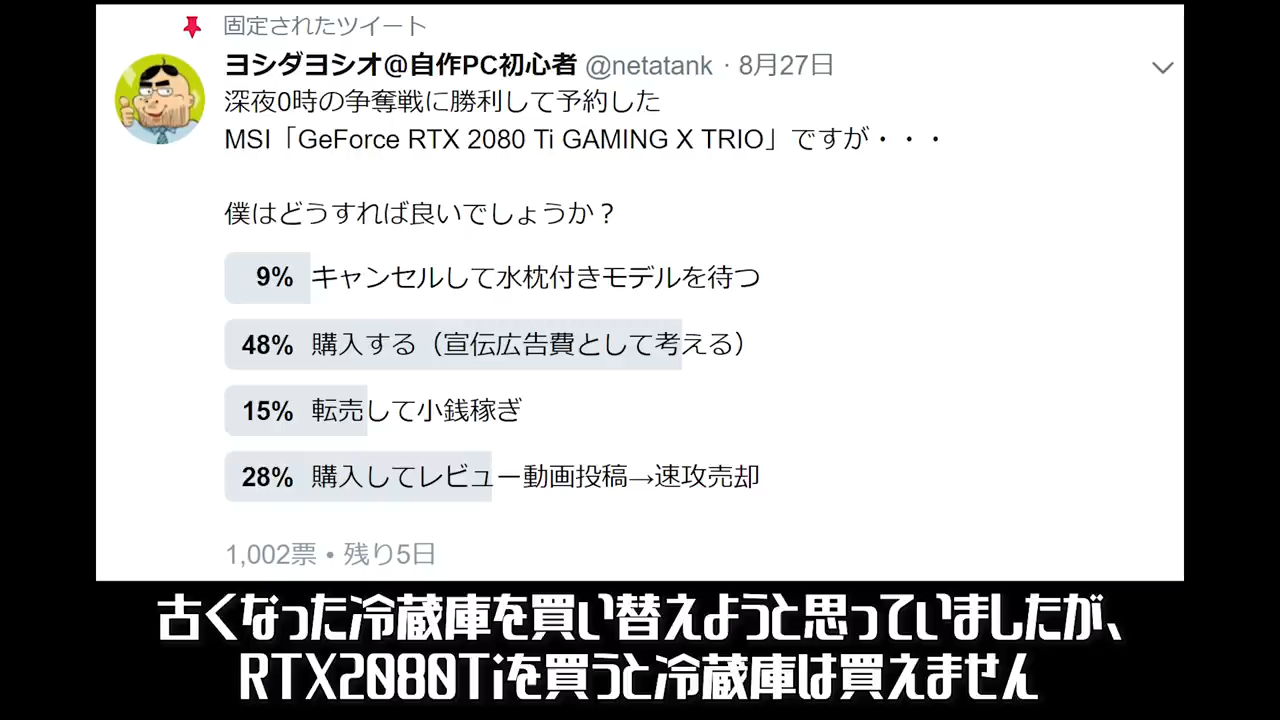 固定されたツイート
ヨシダヨシオ@自作PC初心者 @netatank · 8月27日
深夜0時の争奪戦に勝利して予約した
MSI「GeForce RTX 2080 Ti GAMING X TRIO」ですが・・・
僕はどうすれば良いでしょうか？
9% キャンセルして水枕付きモデルを待つ
48% 購入する（宣伝広告費として考える）
15% 転売して小銭稼ぎ
28% 購入してレビュー動画投稿→速攻売却
1,002票 • 残り5日
古くなった冷蔵庫を買い替えようと思っていましたが、
RTX2080Tiを買うと冷蔵庫は買えません